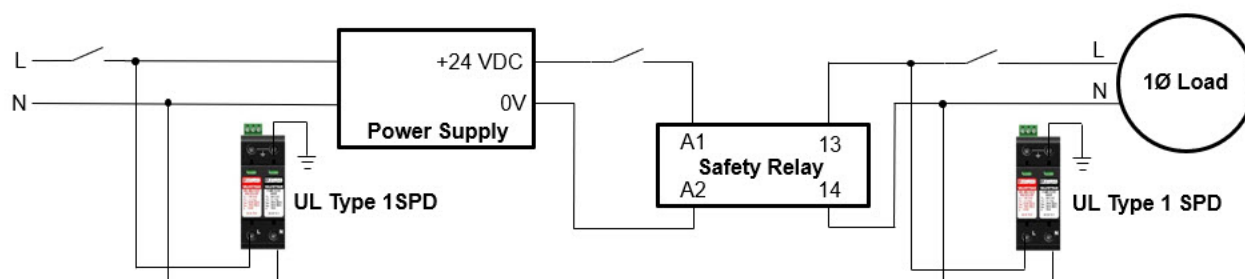 L
N
+24 VDC
0V
Power Supply
UL Type 1SPD
A1
13
Safety Relay
A2
14
L
N
1Ø Load
UL Type 1 SPD